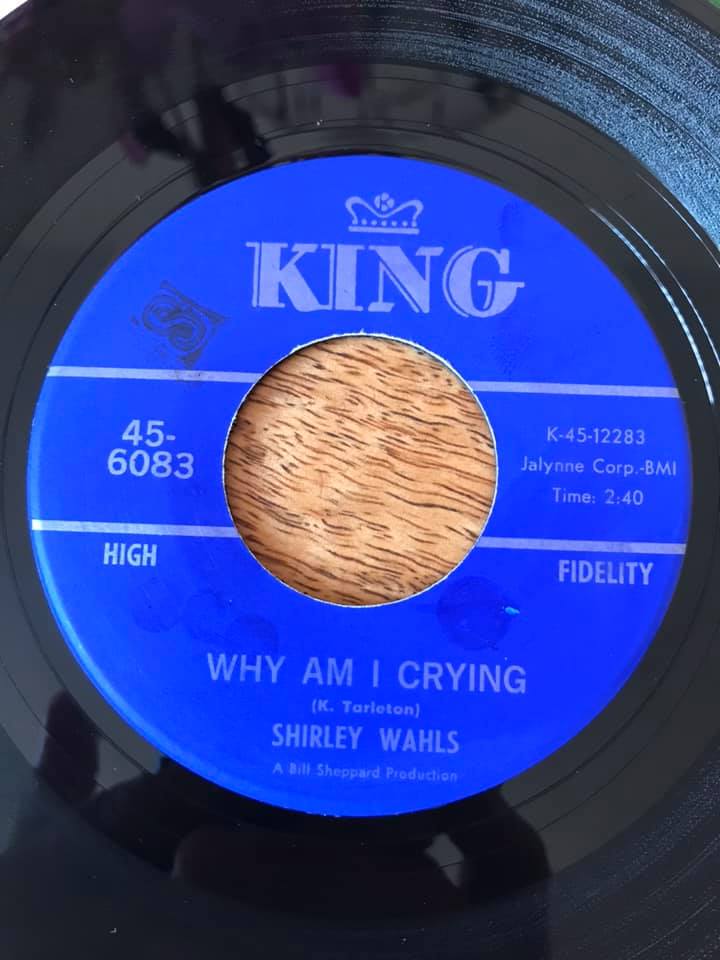 K
KING
45-
6083
K-45-12283
Jalynne Corp.-BMI
Time: 2:40
HIGH
FIDELITY
WHY AM I CRYING
(K. Tarleton)
SHIRLEY WAHLS
A Bill Sheppard Production